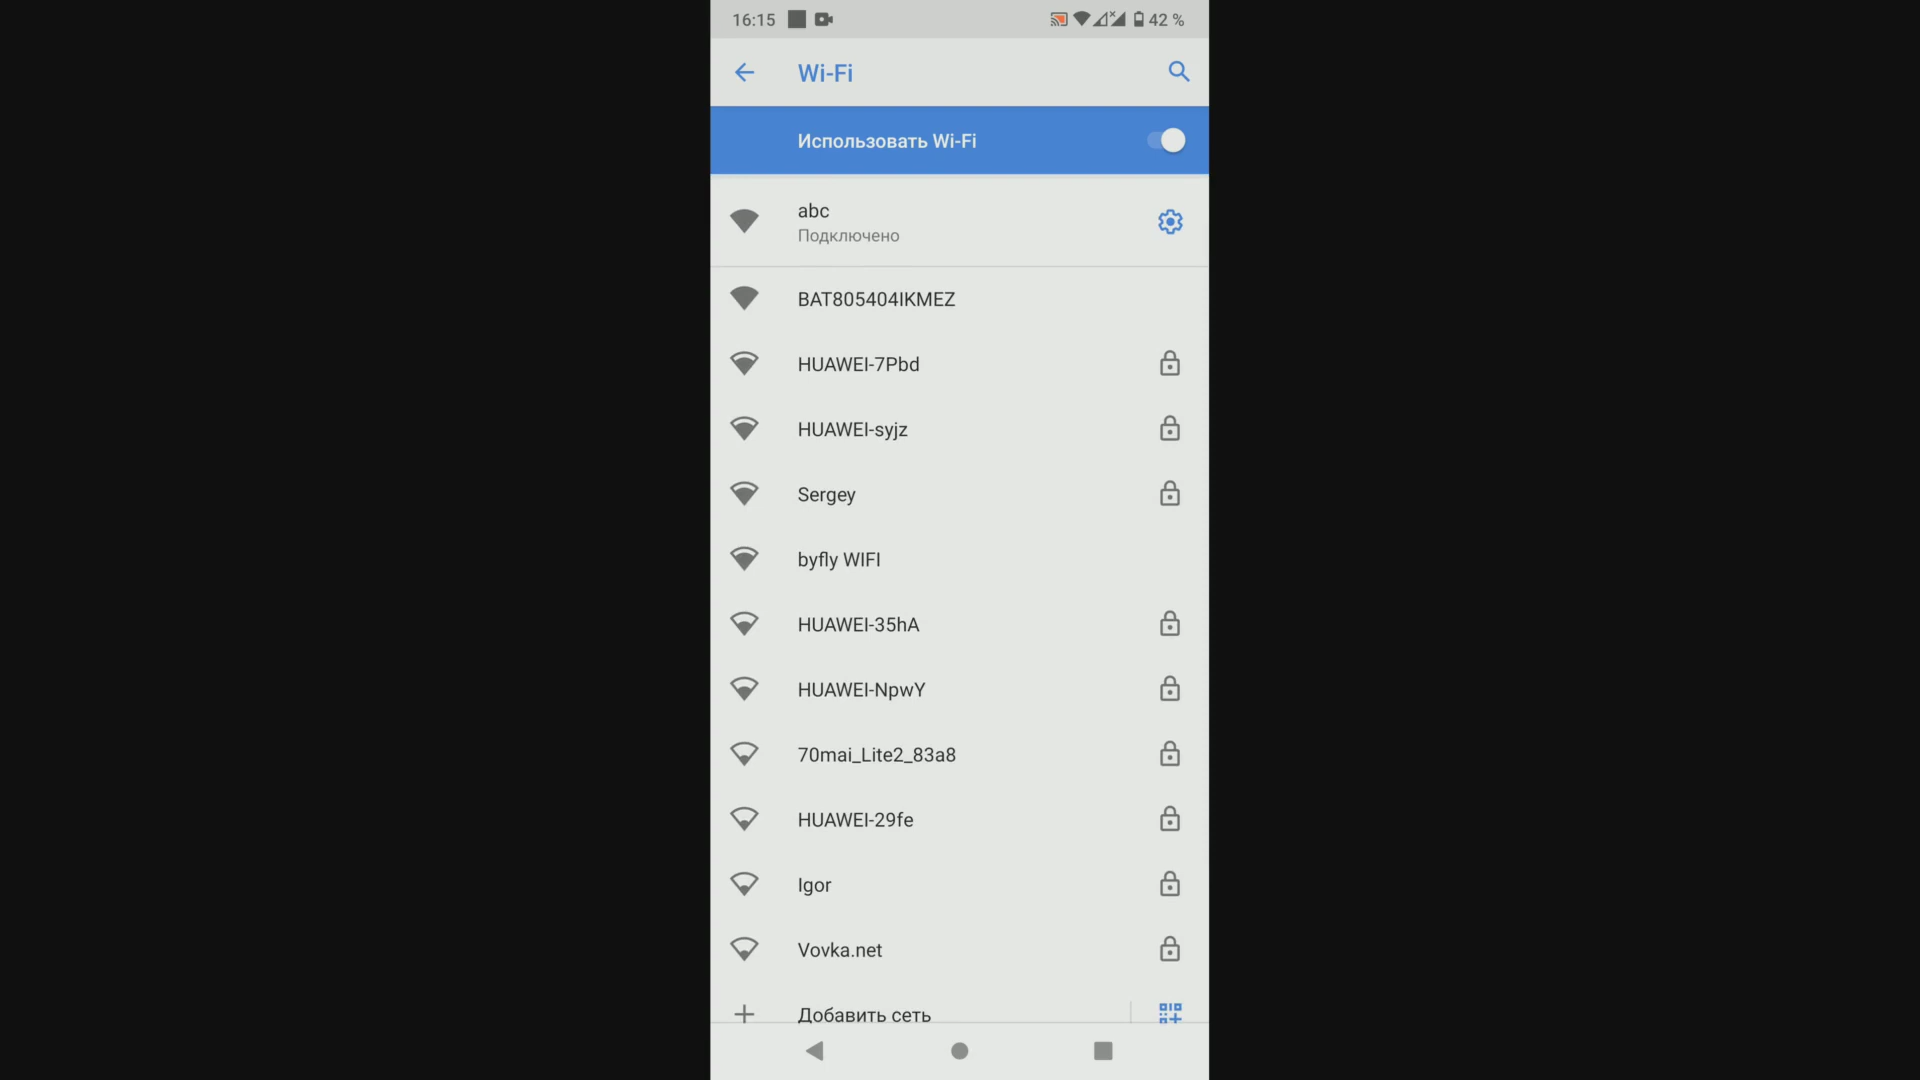 16:15
42 %
Wi-Fi
Использовать Wi-Fi
abc
Подключено
BAT805404IKMEZ
HUAWEI-7Pbd
HUAWEI-syjz
Sergey
byfly WIFI
HUAWEI-35hA
HUAWEI-NpwY
70mai_Lite2_83a8
HUAWEI-29fe
Igor
Vovka.net
Добавить сеть